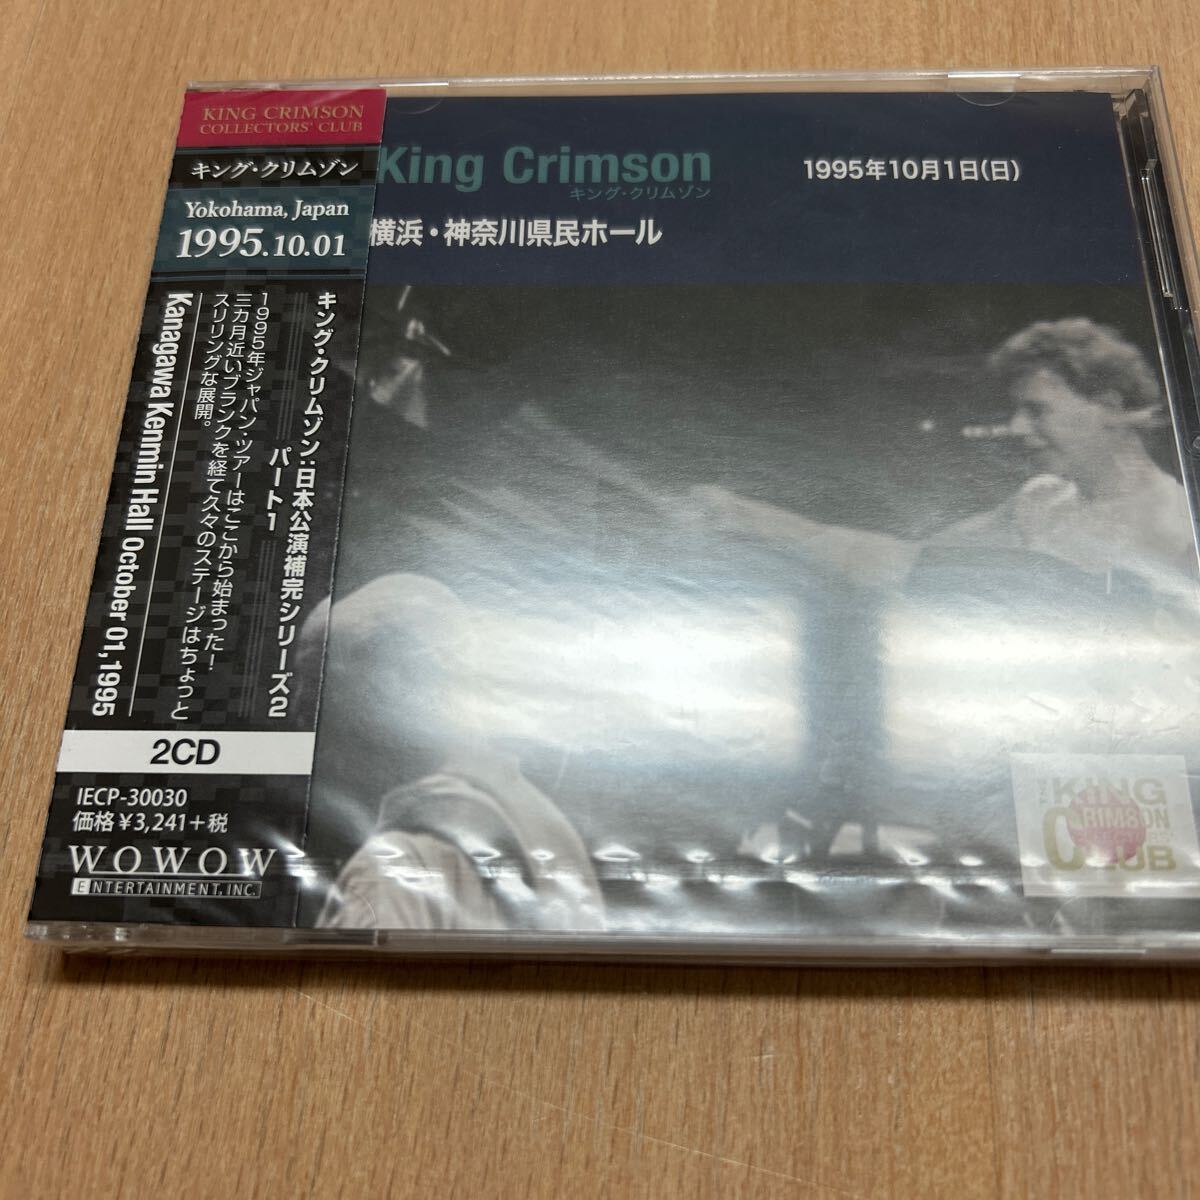 KING CRIMSON
COLLECTORS' CLUB
キング・クリムゾン
Yokohama, Japan
1995.10.01
キング・クリムゾン:日本公演補完シリーズ2
パート1
1995年ジャパン・ツアーはここから始まった!
三カ月近いブランクを経て久々のステージはちょっと
スリリングな展開。
Kanagawa Kenmin Hall October 01,1995
2CD
IECP-30030
価格¥3,241+税
WOWOW
ENTERTAINMENT, INC.
King Crimson
キング・クリムゾン
1995年10月1日(日)
横浜・神奈川県民ホール
THE KING
CRIMSON
CLUB